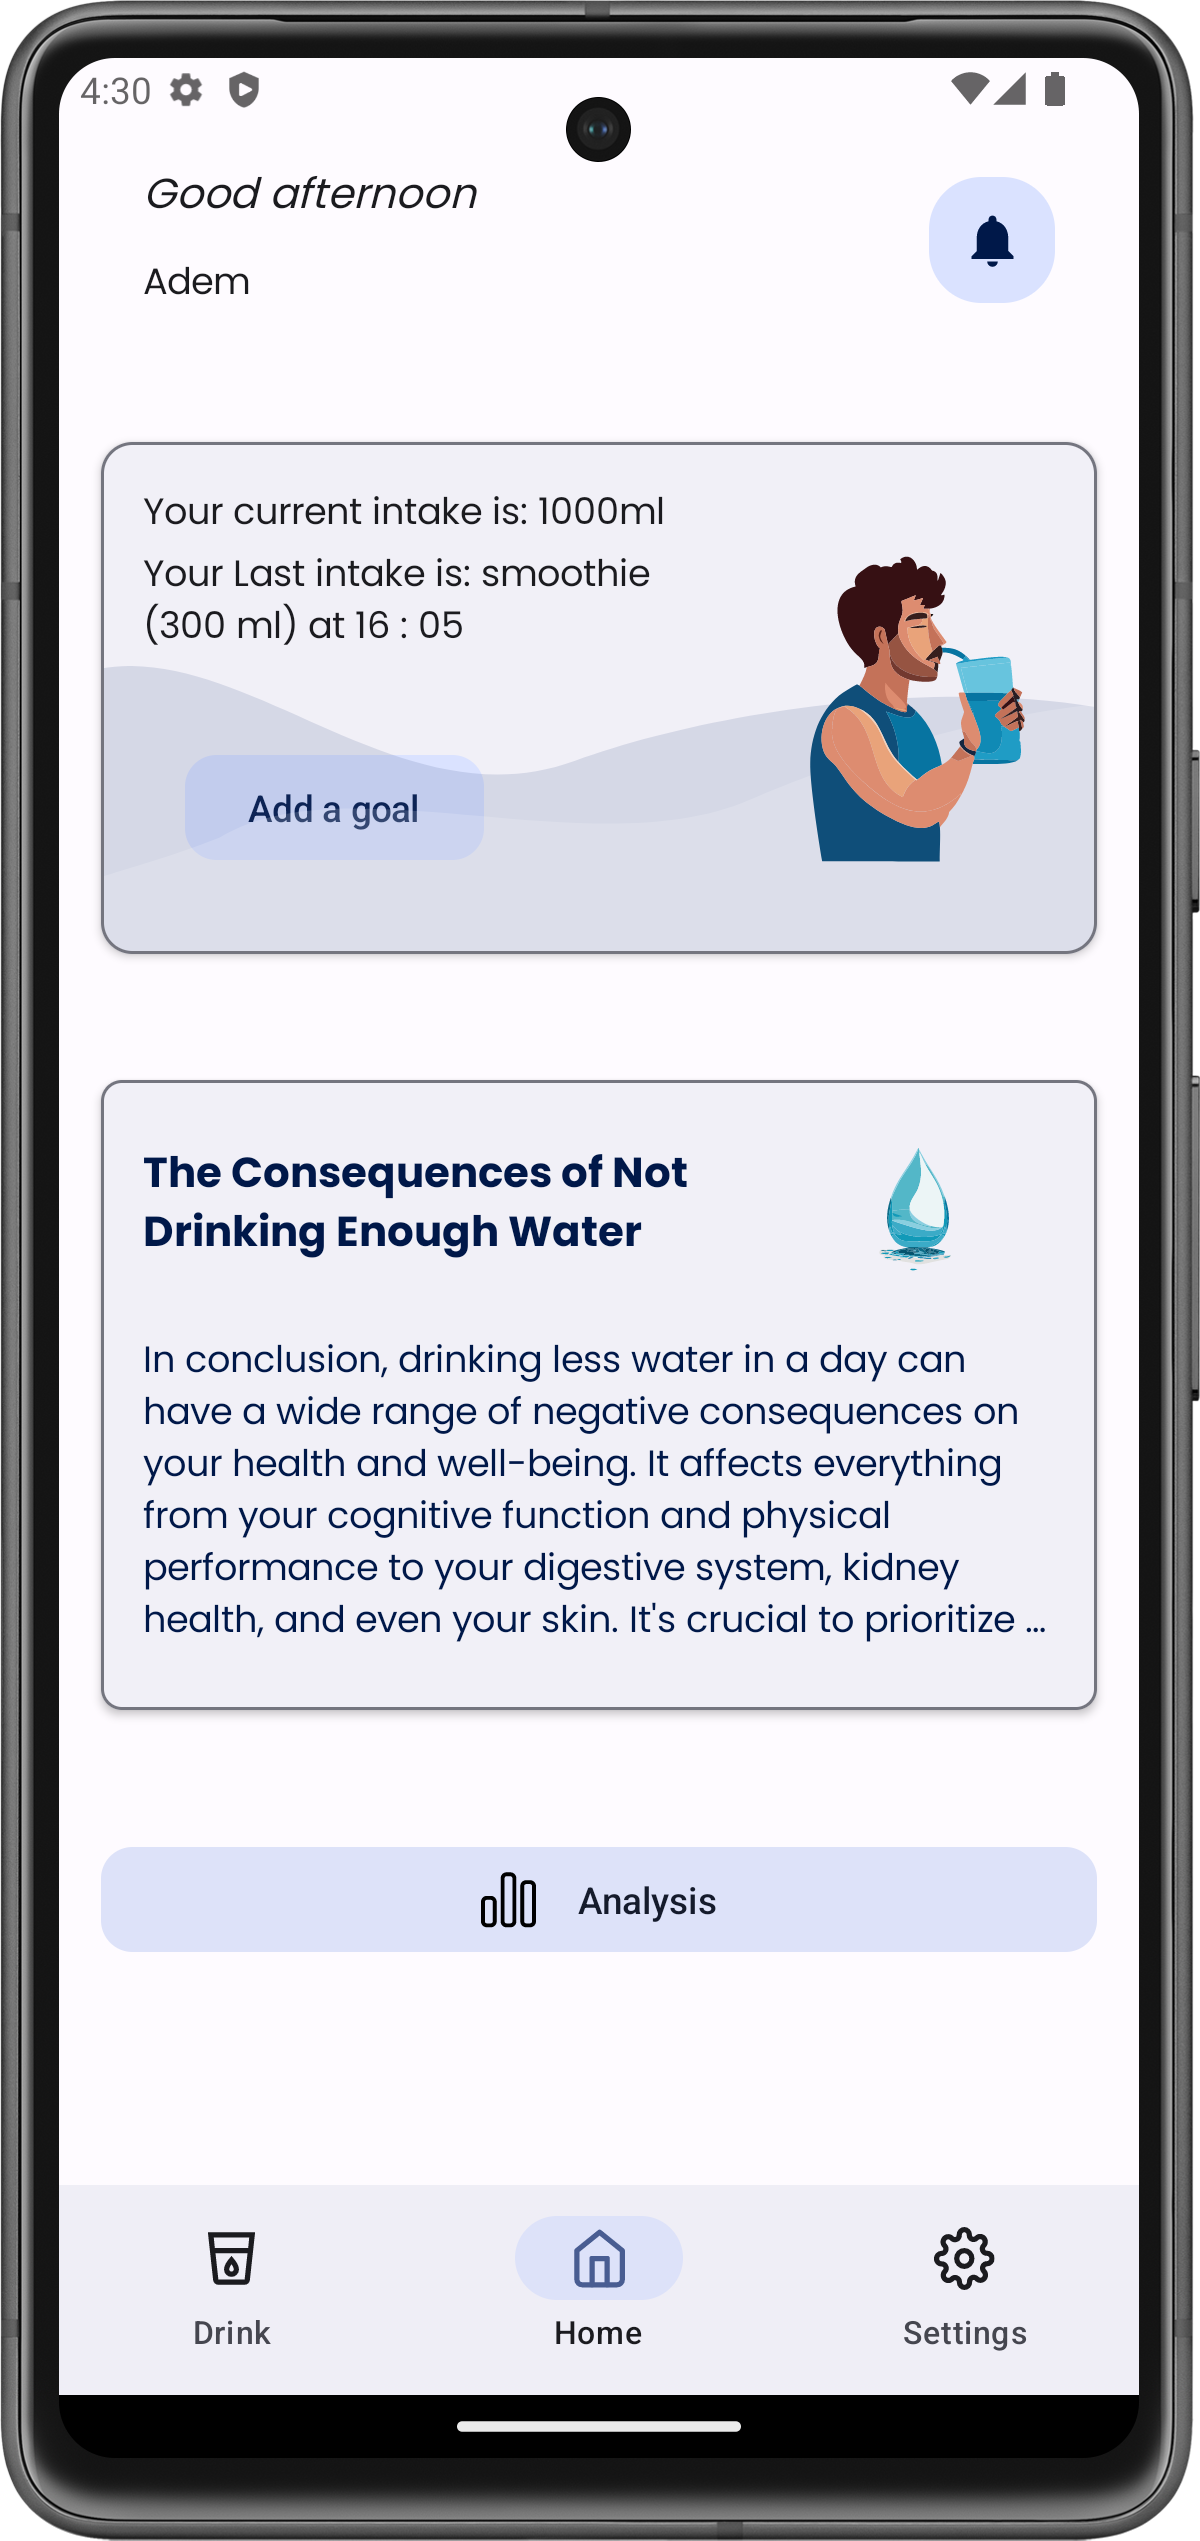 4:30
Good afternoon
Adem
Your current intake is: 1000ml
Your Last intake is: smoothie
(300 ml) at 16 : 05
Add a goal
The Consequences of Not
Drinking Enough Water
In conclusion, drinking less water in a day can
have a wide range of negative consequences on
your health and well-being. It affects everything
from your cognitive function and physical
performance to your digestive system, kidney
health, and even your skin. It's crucial to prioritize ...
Analysis
Drink
Home
Settings